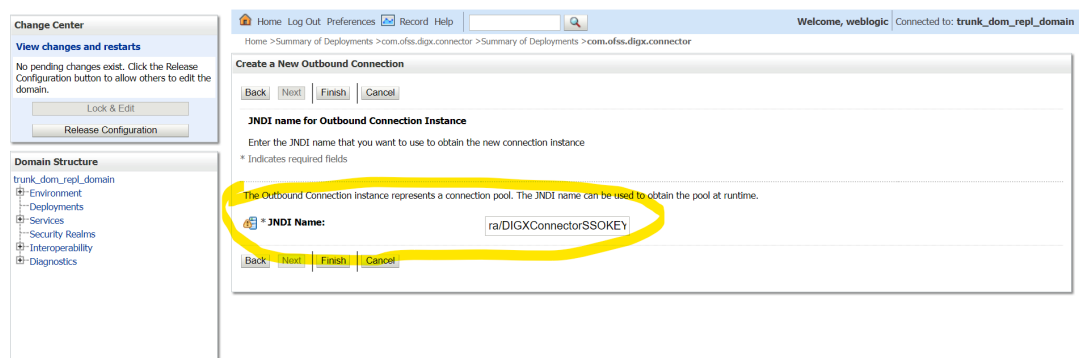 Change Center
View changes and restarts
No pending changes exist. Click the Release
Configuration button to allow others to edit the
domain.
Lock & Edit
Release Configuration
Domain Structure
trunk_dom_repl_domain
Environment
Deployments
Services
Security Realms
Interoperability
Diagnostics
Home Log Out Preferences Record Help
Welcome, weblogic Connected to: trunk_dom_repl_domain
Home >Summary of Deployments >com.ofss.digx.connector >Summary of Deployments >com.ofss.digx.connector
Create a New Outbound Connection
Back Next Finish Cancel
JNDI name for Outbound Connection Instance
Enter the JNDI name that you want to use to obtain the new connection instance
* Indicates required fields
The Outbound Connection instance represents a connection pool. The JNDI name can be used to obtain the pool at runtime.
* JNDI Name: ra/DIGXConnectorSSOKEY
Back Next Finish Cancel